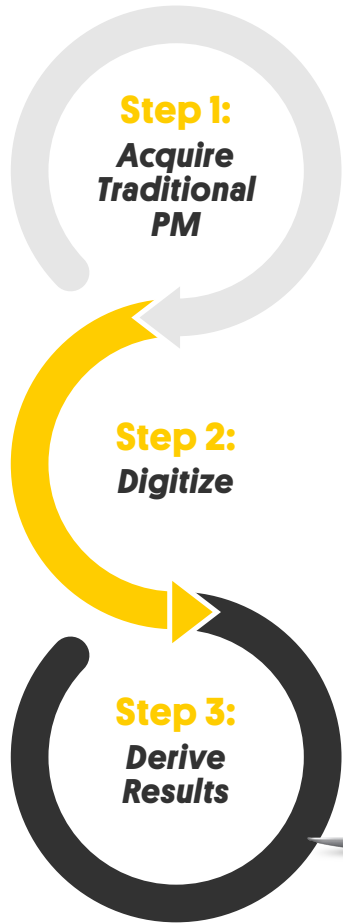 Step 1:
Acquire
Traditional
PM
Step 2:
Digitize
Step 3:
Derive
Results